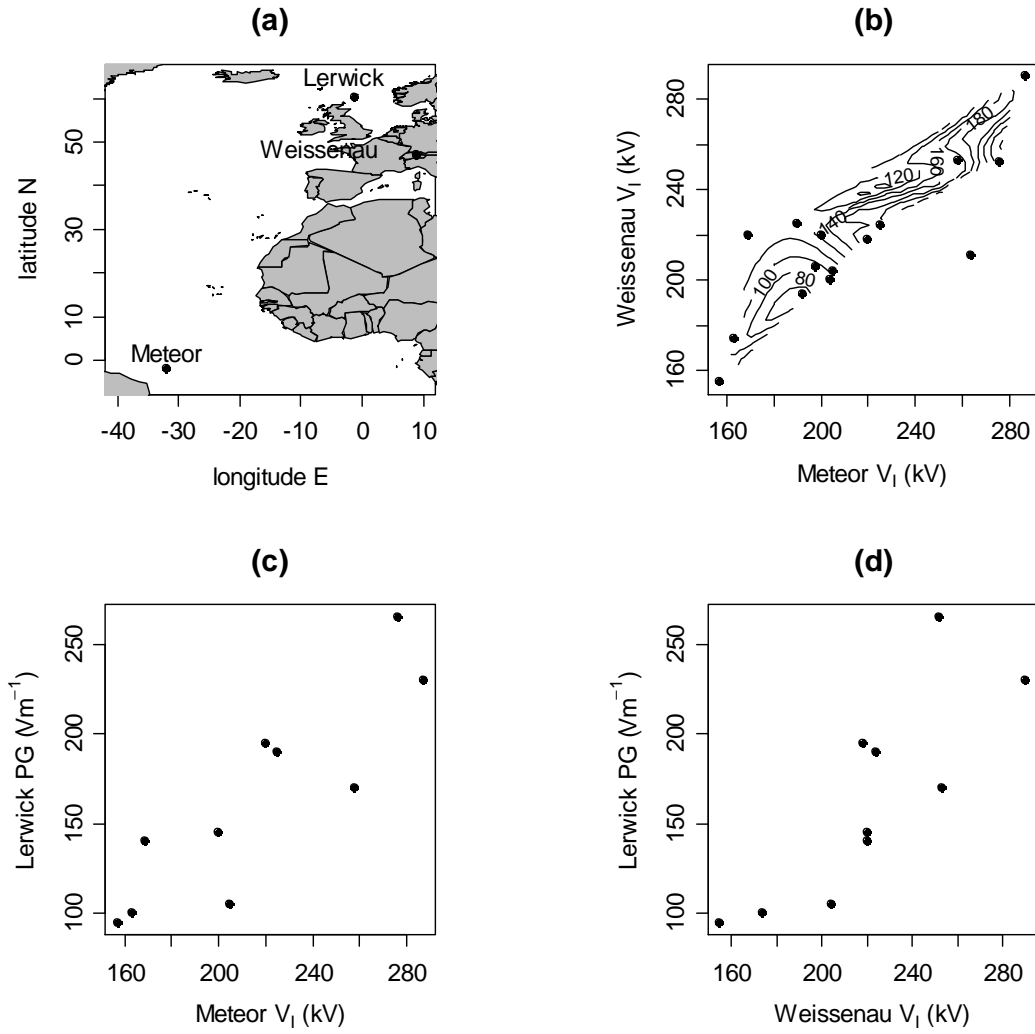 (a)
Lerwick
Weissenau
Meteor
50
30
10
0
latitude N
-40
-30
-20
-10
0
10
longitude E
(b)
280
240
200
160
Weissenau V_I (kV)
180
160
120
140
100
80
160
200
240
280
Meteor V_I (kV)
(c)
250
200
150
100
Lerwick PG (Vm⁻¹)
160
200
240
280
Meteor V_I (kV)
(d)
250
200
150
100
Lerwick PG (Vm⁻¹)
160
200
240
280
Weissenau V_I (kV)